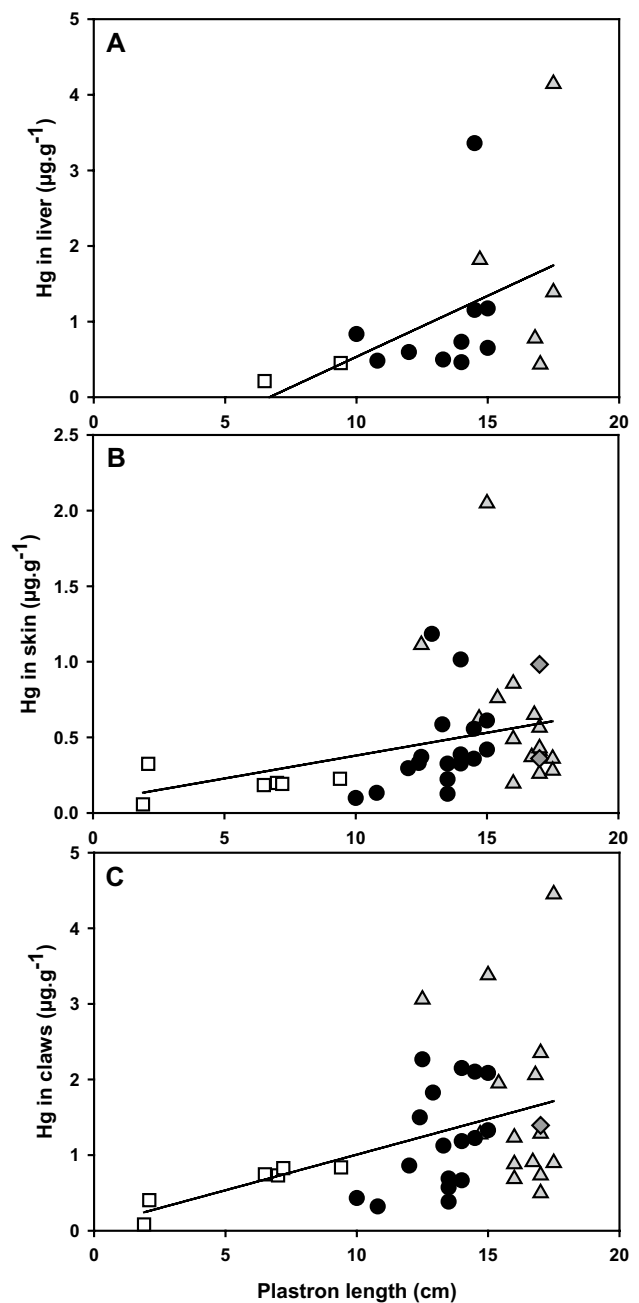 A
Hg in liver (µg.g-1)
5
4
3
2
1
0
0 5 10 15 20
B
Hg in skin (µg.g-1)
2.5
2.0
1.5
1.0
0.5
0.0
0 5 10 15 20
C
Hg in claws (µg.g-1)
5
4
3
2
1
0
0 5 10 15 20
Plastron length (cm)